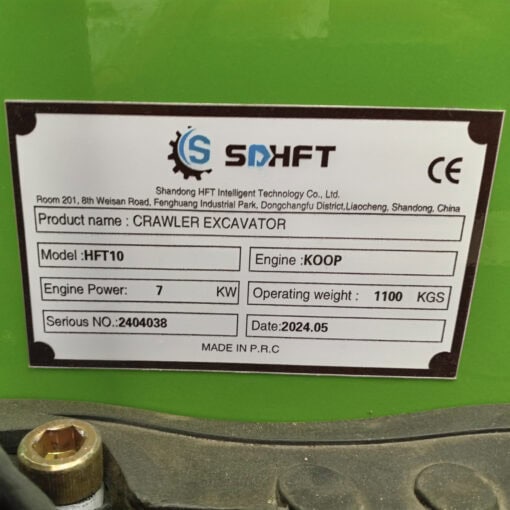 S SDHFT
CE
Shandong HFT Intelligent Technology Co., Ltd.
Room 201, 8th Weisan Road, Fenghuang Industrial Park, Dongchangfu District,Liaocheng, Shandong, China
Product name : CRAWLER EXCAVATOR
Model :HFT10
Engine :KOOP
Engine Power: 7 KW
Operating weight : 1100 KGS
Serious NO.:2404038
Date:2024.05
MADE IN P.R.C